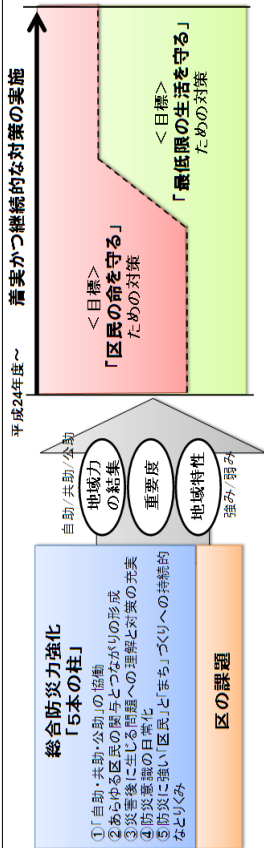 平成24年度～
着実かつ継続的な対策の実施
総合防災力強化
「5本の柱」
①「自助・共助・公助」の協働
②あらゆる区民の関与とつながりの形成
③災害後に生じる問題への理解と対策の充実
④防災意識の日常化
⑤防災に強い「区民」と「まち」づくりへの持続的
なとりくみ
区の課題
自助/共助/公助
地域力
の結集
重要度
地域特性
強み/弱み
＜目標＞
「区民の命を守る」
ための対策
＜目標＞
「最低限の生活を守る」
ための対策